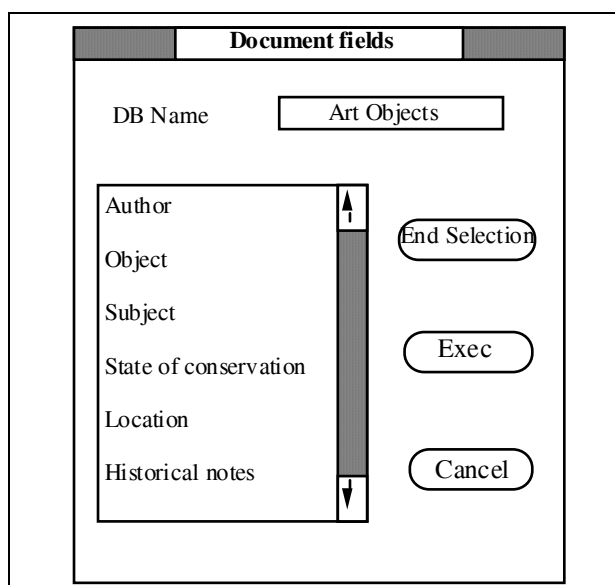 Document fields
DB Name Art Objects
Author
End Selection
Object
Subject
Exec
State of conservation
Location
Historical notes
Cancel